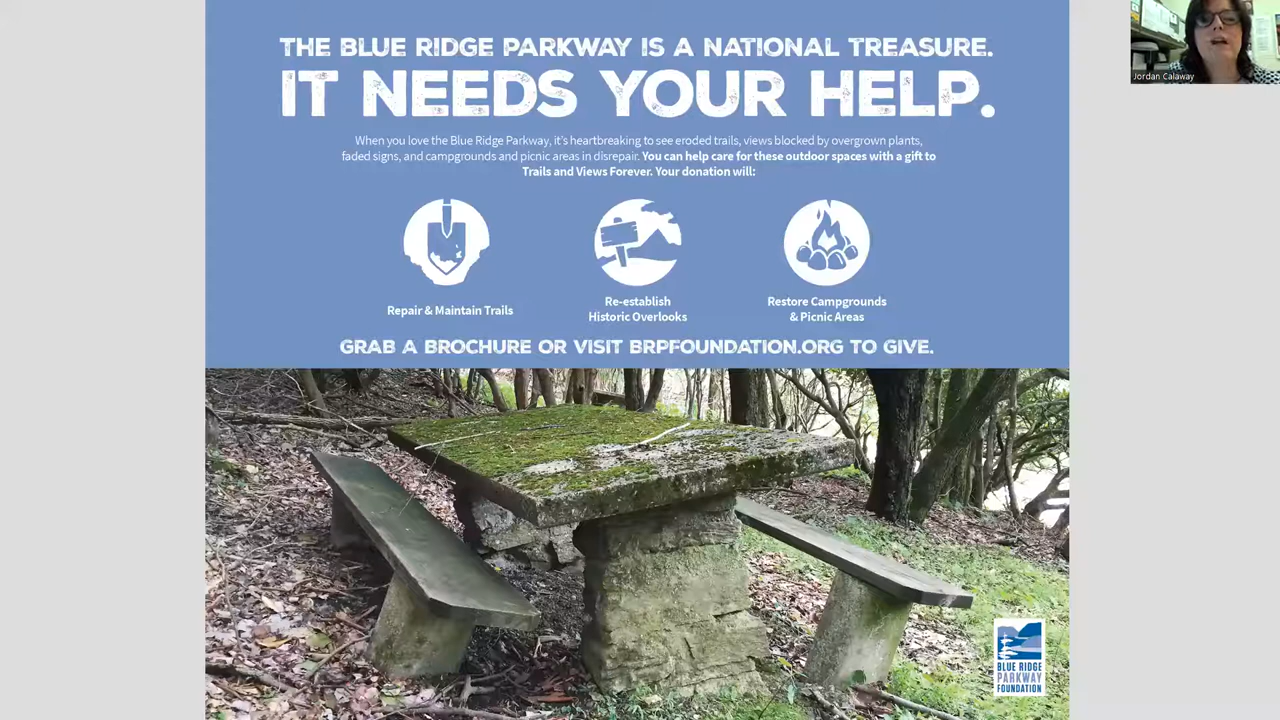 THE BLUE RIDGE PARKWAY IS A NATIONAL TREASURE.
IT NEEDS YOUR HELP.
When you love the Blue Ridge Parkway, it's heartbreaking to see eroded trails, views blocked by overgrown plants,
faded signs, and campgrounds and picnic areas in disrepair. You can help care for these outdoor spaces with a gift to
Trails and Views Forever. Your donation will:
Repair & Maintain Trails
Re-establish
Historic Overlooks
Restore Campgrounds
& Picnic Areas
GRAB A BROCHURE OR VISIT BRPFOUNDATION.ORG TO GIVE.
BLUE RIDGE
PARKWAY
FOUNDATION
Jordan Calaway